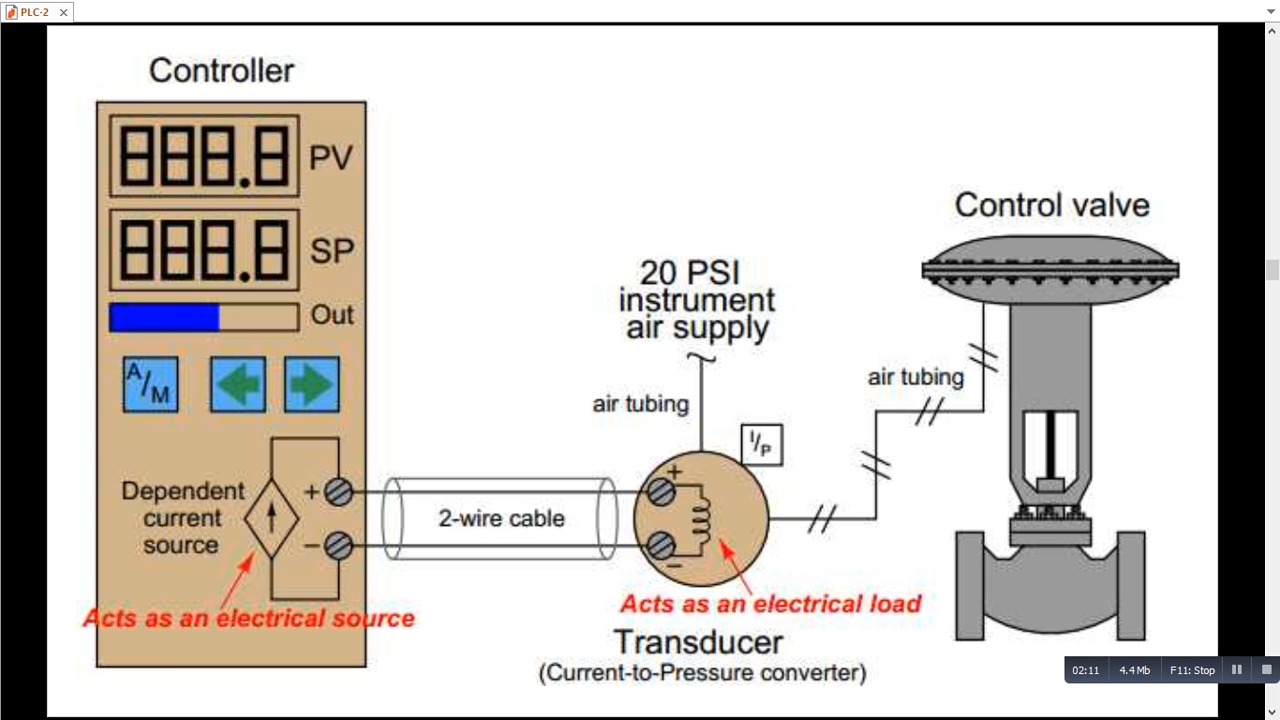 PLC-2
Controller
888.8 PV
888.8 SP
Out
A/M
Dependent
current
source
+
−
Acts as an electrical source
2-wire cable
20 PSI
instrument
air supply
air tubing
I/P
+
−
Acts as an electrical load
Transducer
(Current-to-Pressure converter)
air tubing
Control valve
02:11 4.4 Mb F11: Stop